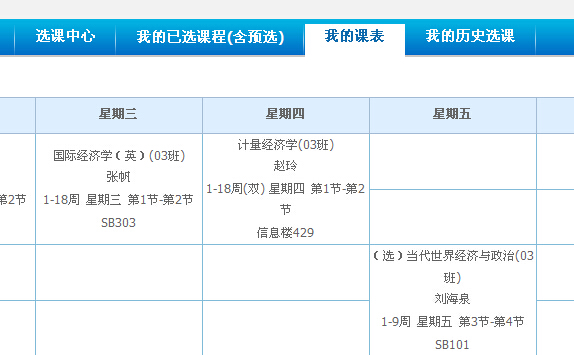 选课中心 我的已选课程(含预选) 我的课表 我的历史选课
星期三 星期四 星期五
第2节
国际经济学（英）(03班)
张帆
1-18周 星期三 第1节-第2节
SB303
计量经济学(03班)
赵玲
1-18周(双) 星期四 第1节-第2
节
信息楼429
（选）当代世界经济与政治(03
班)
刘海泉
1-9周 星期五 第3节-第4节
SB101